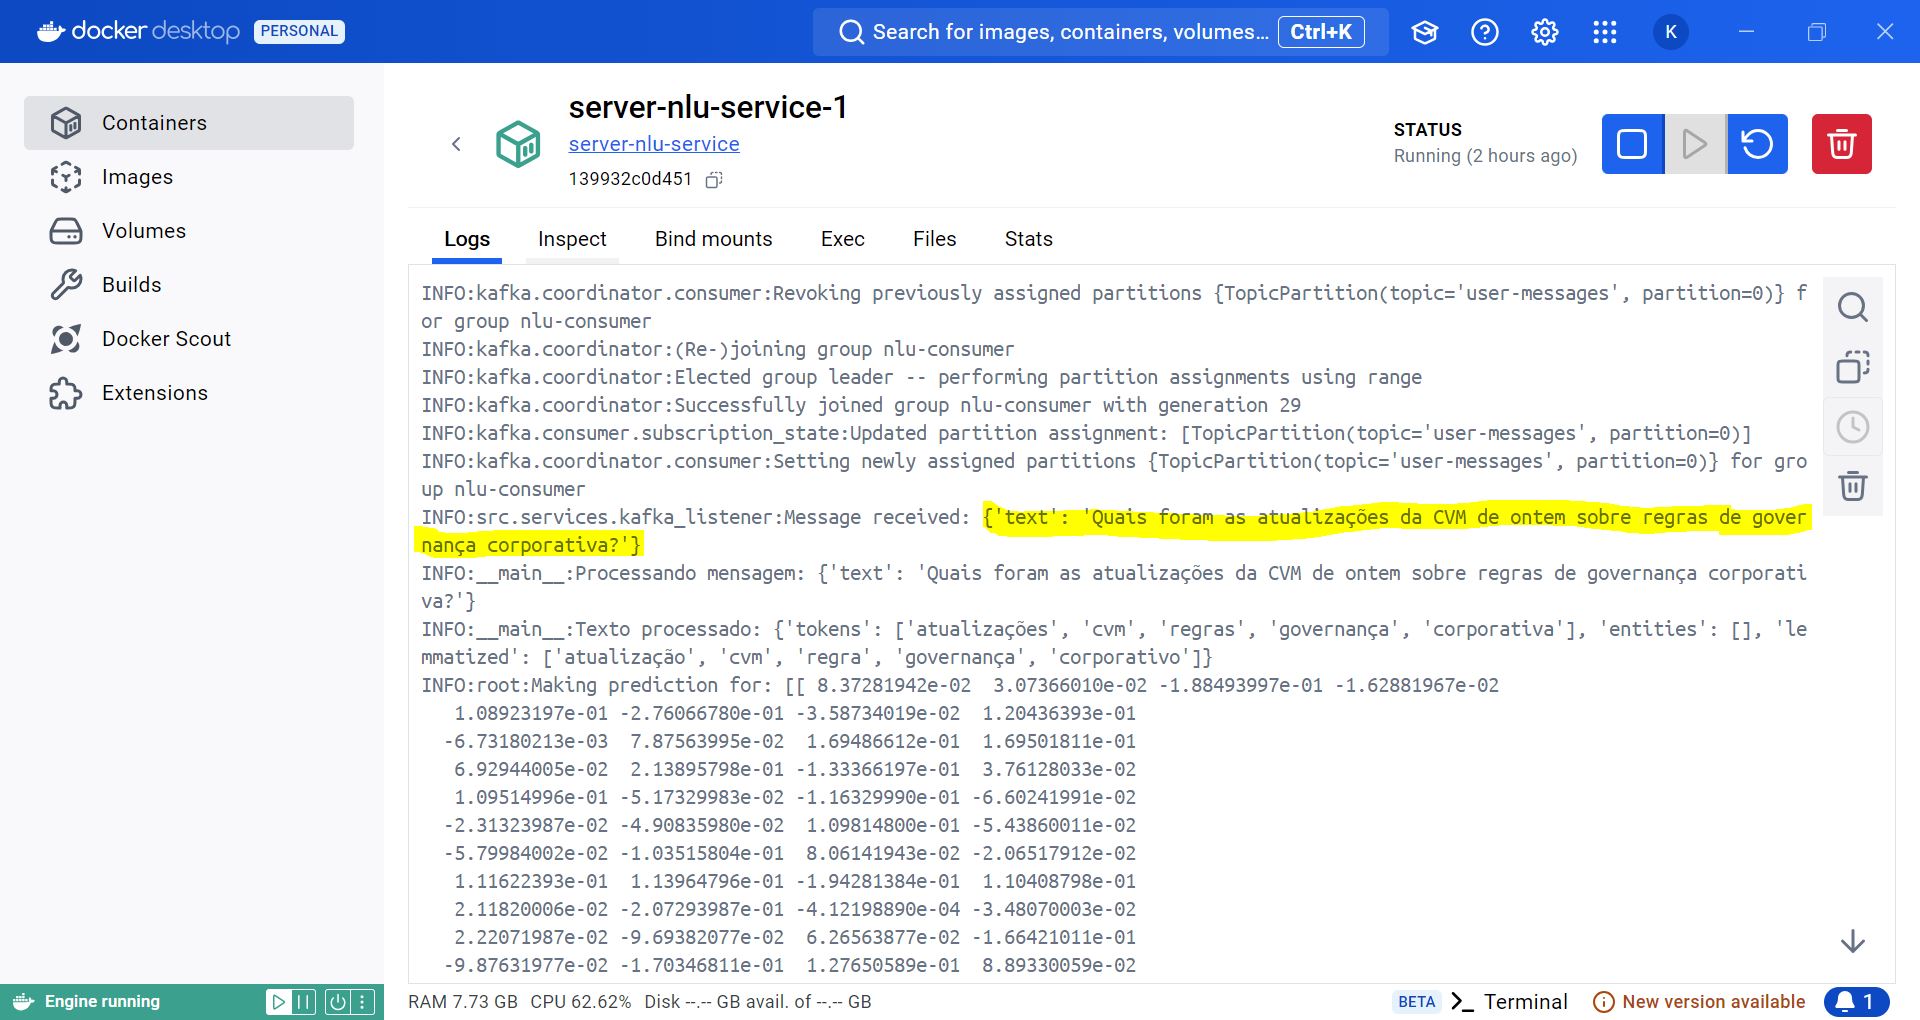 docker desktop PERSONAL
Search for images, containers, volumes... Ctrl+K
K
Containers
Images
Volumes
Builds
Docker Scout
Extensions
server-nlu-service-1
server-nlu-service
139932c0d451
STATUS
Running (2 hours ago)
Logs Inspect Bind mounts Exec Files Stats
INFO:kafka.coordinator.consumer:Revoking previously assigned partitions {TopicPartition(topic='user-messages', partition=0)} f
or group nlu-consumer
INFO:kafka.coordinator:(Re-)joining group nlu-consumer
INFO:kafka.coordinator:Elected group leader -- performing partition assignments using range
INFO:kafka.coordinator:Successfully joined group nlu-consumer with generation 29
INFO:kafka.consumer.subscription_state:Updated partition assignment: [TopicPartition(topic='user-messages', partition=0)]
INFO:kafka.coordinator.consumer:Setting newly assigned partitions {TopicPartition(topic='user-messages', partition=0)} for gro
up nlu-consumer
INFO:src.services.kafka_listener:Message received: {'text': 'Quais foram as atualizações da CVM de ontem sobre regras de gover
nança corporativa?'}
INFO:__main__:Processando mensagem: {'text': 'Quais foram as atualizações da CVM de ontem sobre regras de governança corporati
va?'}
INFO:__main__:Texto processado: {'tokens': ['atualizações', 'cvm', 'regras', 'governança', 'corporativa'], 'entities': [], 'le
mmatized': ['atualização', 'cvm', 'regra', 'governança', 'corporativo']}
INFO:root:Making prediction for: [[ 8.37281942e-02  3.07366010e-02 -1.88493997e-01 -1.62881967e-02
1.08923197e-01 -2.76066780e-01 -3.58734019e-02  1.20436393e-01
-6.73180213e-03  7.87563995e-02  1.69486612e-01  1.69501811e-01
6.92944005e-02  2.13895798e-01 -1.33366197e-01  3.76128033e-02
1.09514996e-01 -5.17329983e-02 -1.16329990e-01 -6.60241991e-02
-2.31323987e-02 -4.90835980e-02  1.09814800e-01 -5.43860011e-02
-5.79984002e-02 -1.03515804e-01  8.06141943e-02 -2.06517912e-02
1.11622393e-01  1.13964796e-01 -1.94281384e-01  1.10408798e-01
2.11820006e-02 -2.07293987e-01 -4.12198890e-04 -3.48070003e-02
2.22071987e-02 -9.69382077e-02  6.26563877e-02 -1.66421011e-01
-9.87631977e-02 -1.70346811e-01  1.27650589e-01  8.89330059e-02
Engine running
RAM 7.73 GB CPU 62.62% Disk --.-- GB avail. of --.-- GB
BETA >_ Terminal
New version available
1